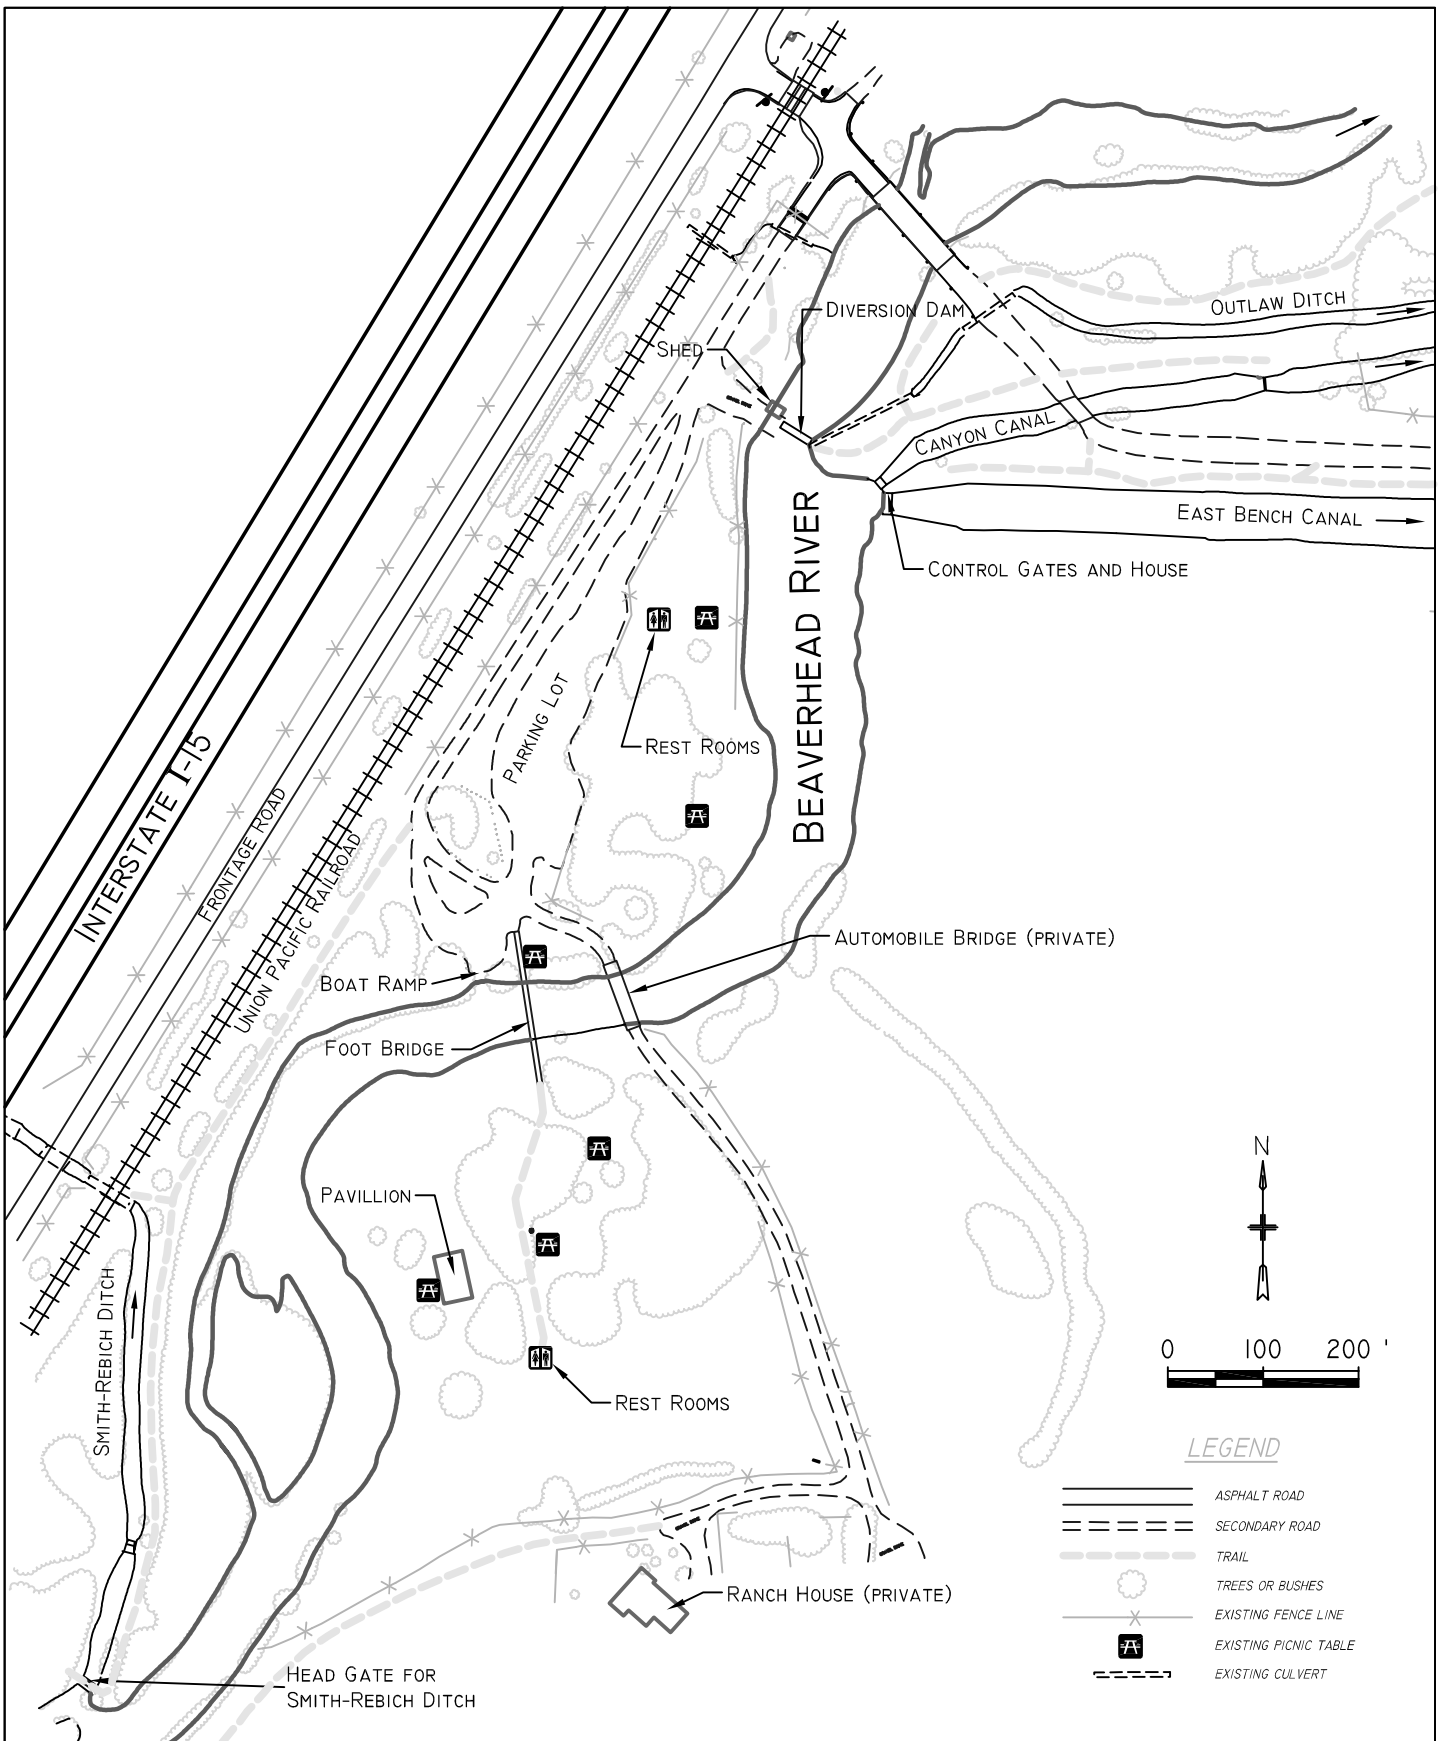 DIVERSION DAM
OUTLAW DITCH
SHED
CANYON CANAL
EAST BENCH CANAL
CONTROL GATES AND HOUSE
BEAVERHEAD RIVER
PARKING LOT
REST ROOMS
INTERSTATE I-15
FRONTAGE ROAD
UNION PACIFIC RAILROAD
AUTOMOBILE BRIDGE (PRIVATE)
BOAT RAMP
FOOT BRIDGE
PAVILLION
SMITH-REBICH DITCH
REST ROOMS
RANCH HOUSE (PRIVATE)
HEAD GATE FOR
SMITH-REBICH DITCH
N
0 100 200 '
LEGEND
ASPHALT ROAD
SECONDARY ROAD
TRAIL
TREES OR BUSHES
EXISTING FENCE LINE
EXISTING PICNIC TABLE
EXISTING CULVERT